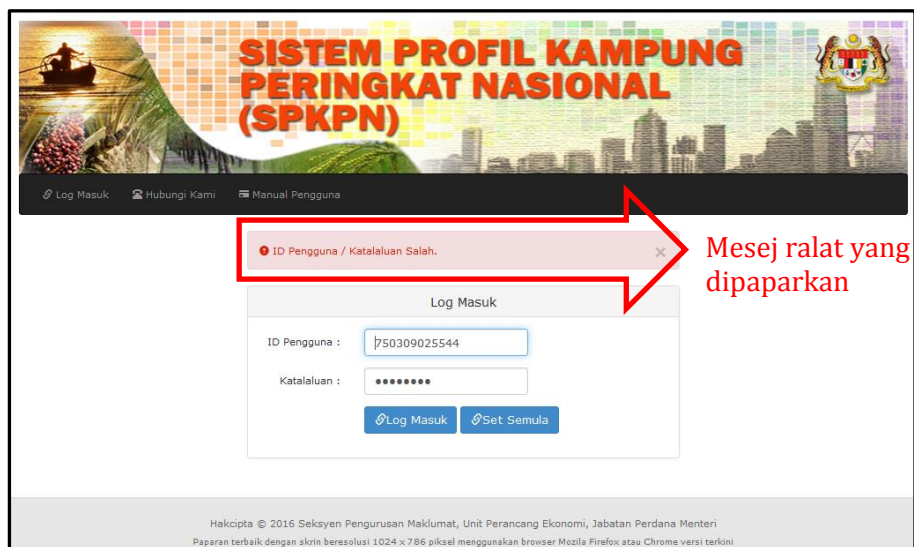 SISTEM PROFIL KAMPUNG
PERINGKAT NASIONAL
(SPKPN)
Log Masuk Hubungi Kami Manual Pengguna
ID Pengguna / Katalaluan Salah. ×
Mesej ralat yang
dipaparkan
Log Masuk
ID Pengguna : 750309025544
Katalaluan : ••••••••
Log Masuk Set Semula
Hakcipta © 2016 Seksyen Pengurusan Maklumat, Unit Perancang Ekonomi, Jabatan Perdana Menteri
Paparan terbaik dengan skrin beresolusi 1024 x 786 piksel menggunakan browser Mozila Firefox atau Chrome versi terkini